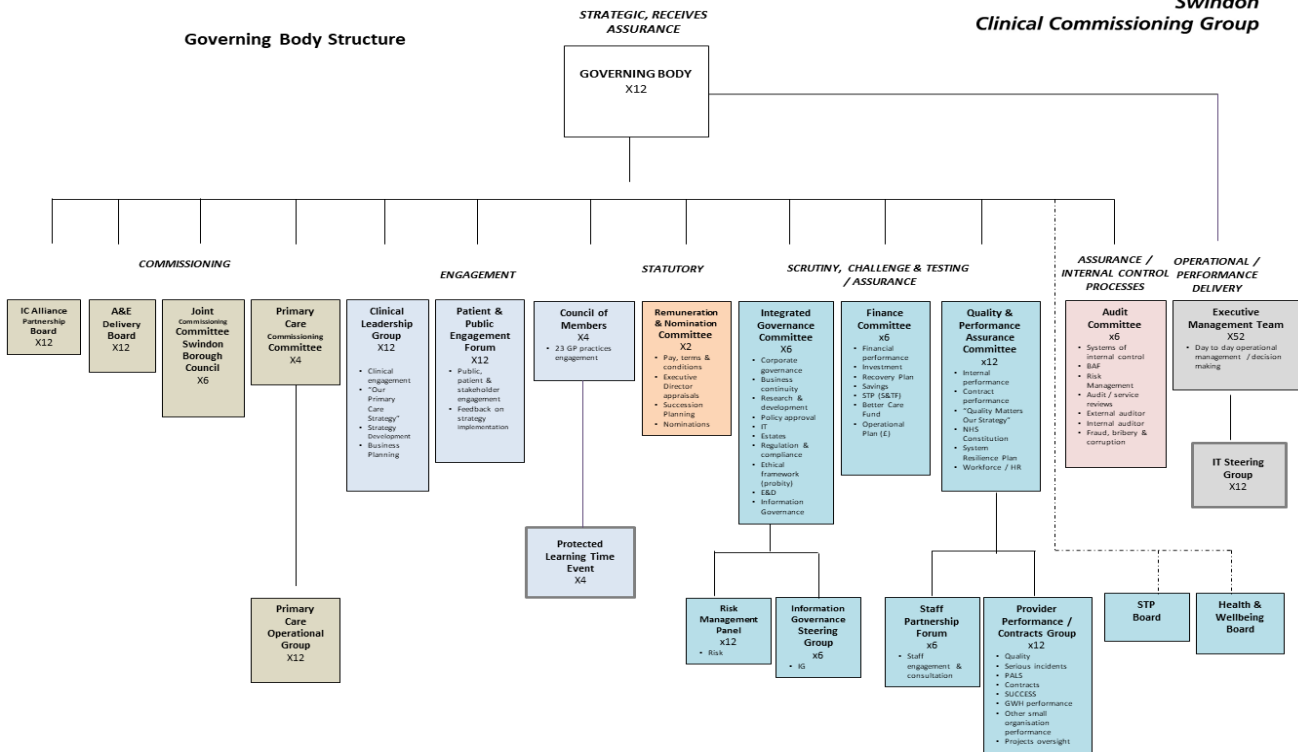 Swindon
Clinical Commissioning Group
Governing Body Structure
STRATEGIC, RECEIVES
ASSURANCE
GOVERNING BODY
X12
COMMISSIONING
ENGAGEMENT
STATUTORY
SCRUTINY, CHALLENGE & TESTING
/ ASSURANCE
ASSURANCE /
INTERNAL CONTROL
PROCESSES
OPERATIONAL /
PERFORMANCE
DELIVERY
IC Alliance
Partnership
Board
X12
A&E
Delivery
Board
X12
Joint
Commissioning
Committee
Swindon
Borough
Council
X6
Primary
Care
Commissioning
Committee
X4
Clinical
Leadership
Group
X12
• Clinical
engagement
• "Our
Primary
Care
Strategy"
• Strategy
Development
• Business
Planning
Patient &
Public
Engagement
Forum
X12
• Public,
patient &
stakeholder
engagement
• Feedback on
strategy
implementation
Council of
Members
X4
• 23 GP practices
engagement
Remuneration
& Nomination
Committee
X2
• Pay, terms &
conditions
• Executive
Director
appraisals
• Succession
Planning
• Nominations
Integrated
Governance
Committee
X6
• Corporate
governance
• Business
continuity
• Research &
development
• Policy approval
• IT
• Estates
• Regulation &
compliance
• Ethical
framework
(probity)
• E&D
• Information
Governance
Finance
Committee
x6
• Financial
performance
• Investment
• Recovery Plan
• Savings
• STP (S&TF)
• Better Care
Fund
• Operational
Plan (£)
Quality &
Performance
Assurance
Committee
x12
• Internal
performance
• Contract
performance
• "Quality Matters
Our Strategy"
• NHS
Constitution
• System
Resilience Plan
• Workforce / HR
Audit
Committee
x6
• Systems of
internal control
• BAF
• Risk
Management
• Audit / service
reviews
• External auditor
• Internal auditor
• Fraud, bribery &
corruption
Executive
Management Team
X52
• Day to day operational
management / decision
making
IT Steering
Group
X12
Protected
Learning Time
Event
X4
Primary
Care
Operational
Group
X12
Risk
Management
Panel
x12
• Risk
Information
Governance
Steering
Group
x6
• IG
Staff
Partnership
Forum
x6
• Staff
engagement &
consultation
Provider
Performance /
Contracts Group
x12
• Quality
• Serious incidents
• PALS
• Contracts
• SUCCESS
• GWH performance
• Other small
organisation
performance
• Projects oversight
STP
Board
Health &
Wellbeing
Board